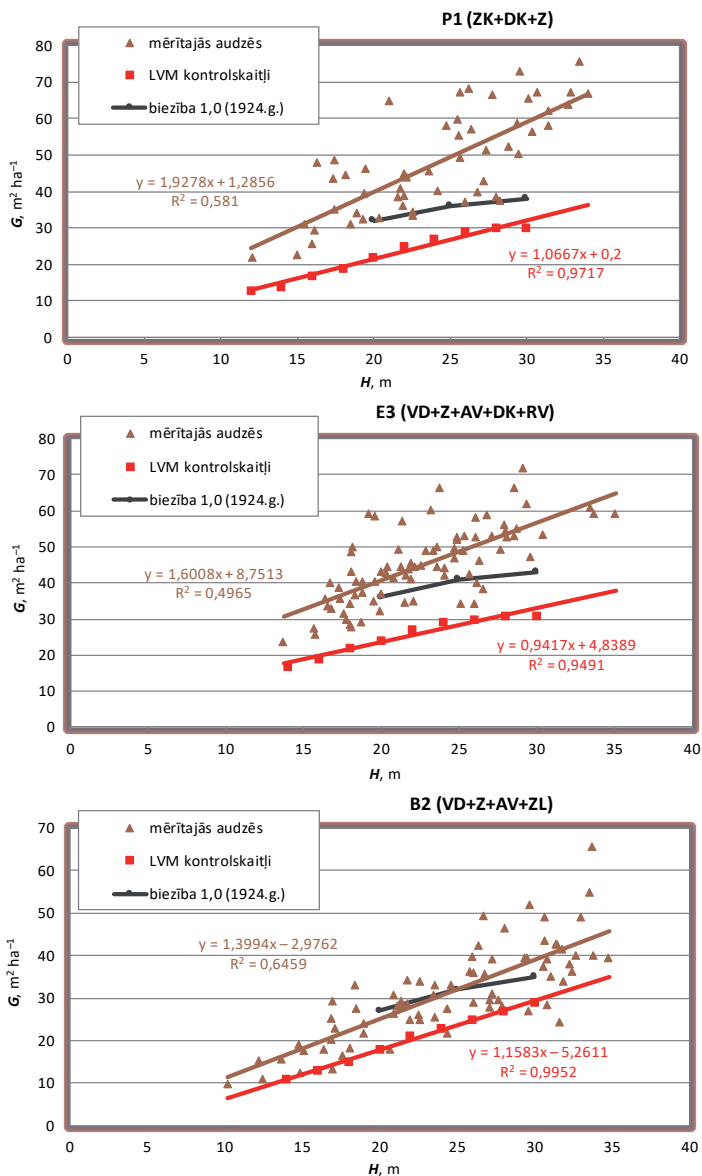 P1 (ZK+DK+Z)
mērītajās audzēs
LVM kontrolskaitļi
biezība 1,0 (1924.g.)
y = 1,9278x + 1,2856
R² = 0,581
y = 1,0667x + 0,2
R² = 0,9717
G, m² ha⁻¹
80
70
60
50
40
30
20
10
0
0 5 10 15 20 25 30 35 40
H, m
E3 (VD+Z+AV+DK+RV)
mērītajās audzēs
LVM kontrolskaitļi
biezība 1,0 (1924.g.)
y = 1,6008x + 8,7513
R² = 0,4965
y = 0,9417x + 4,8389
R² = 0,9491
G, m² ha⁻¹
80
70
60
50
40
30
20
10
0
0 5 10 15 20 25 30 35 40
H, m
B2 (VD+Z+AV+ZL)
mērītajās audzēs
LVM kontrolskaitļi
biezība 1,0 (1924.g.)
y = 1,3994x − 2,9762
R² = 0,6459
y = 1,1583x − 5,2611
R² = 0,9952
G, m² ha⁻¹
70
60
50
40
30
20
10
0
0 5 10 15 20 25 30 35 40
H, m